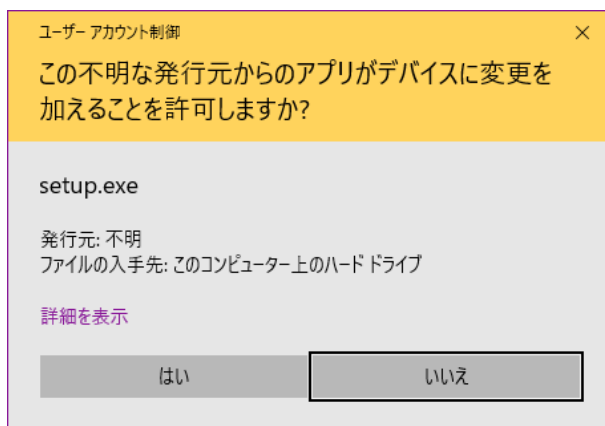 ユーザー アカウント制御
この不明な発行元からのアプリがデバイスに変更を
加えることを許可しますか?
setup.exe
発行元: 不明
ファイルの入手先: このコンピューター上のハード ドライブ
詳細を表示
はい
いいえ